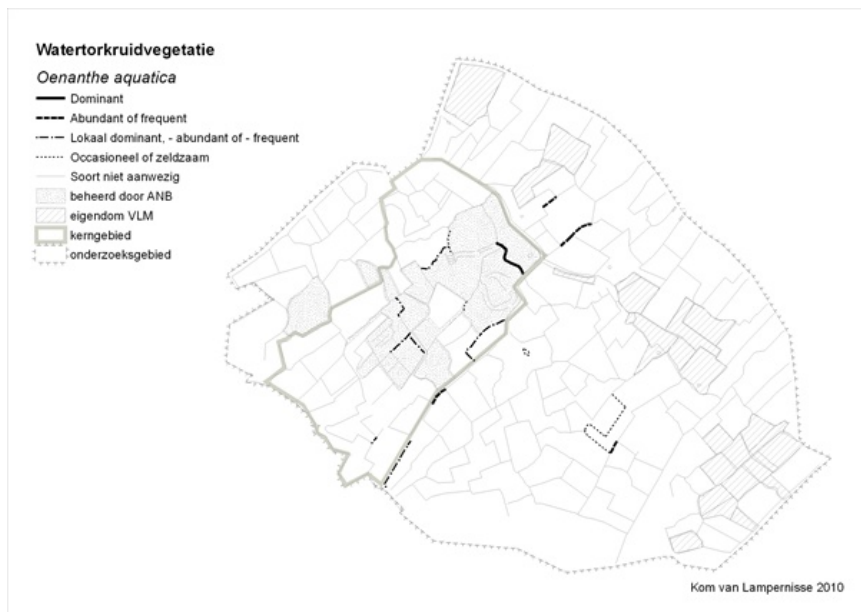 Watertorkruidvegetatie
Oenanthe aquatica
Dominant
Abundant of frequent
Lokaal dominant, - abundant of - frequent
Occasioneel of zeldzaam
Soort niet aanwezig
beheerd door ANB
eigendom VLM
kerngebied
onderzoeksgebied
Kom van Lampernisse 2010